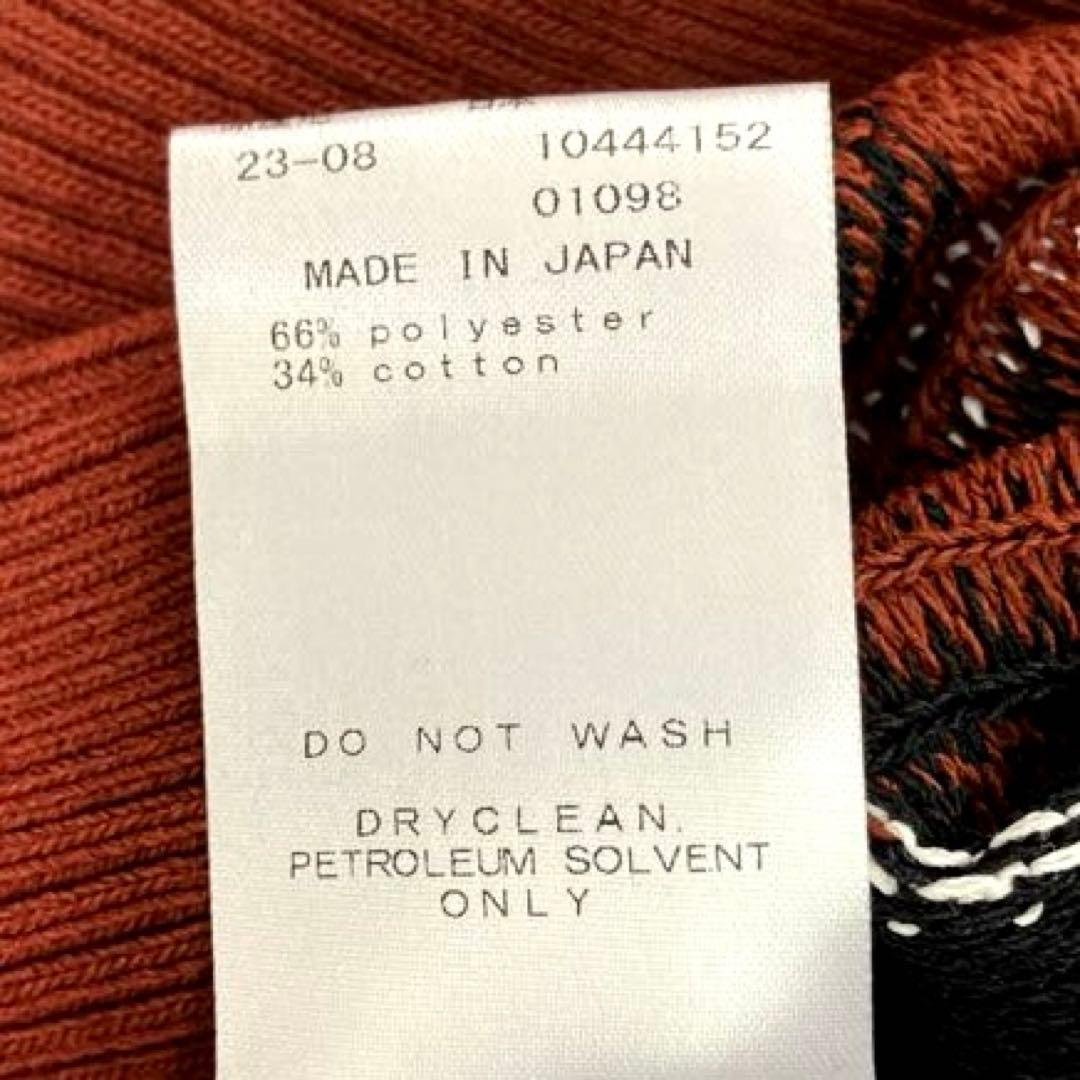 23-08 10444152
01098
MADE IN JAPAN
66% polyester
34% cotton
DO NOT WASH
DRYCLEAN.
PETROLEUM SOLVENT
ONLY